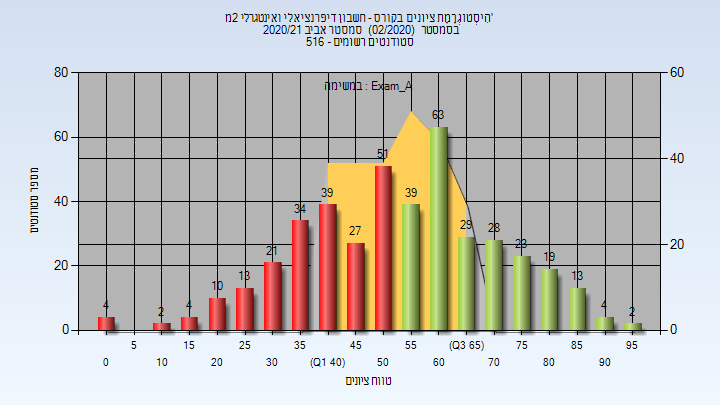 'הִיסְטוֹגְרָמַת ציונים בקורס - חשבון דיפרנציאלי ואינטגרלי 2מ
בסמסטר (02/2020) סמסטר אביב 2020/21
סטודנטים רשומים - 516
במשימה : Exam_A
80 60
60 40
40 20
20 0
0
מספר סטודנטים
4 2 4 10 13 21 34 39 27 51 39 63 29 28 23 19 13 4 2
5 15 25 35 45 55 (Q3 65) 75 85 95
0 10 20 30 (Q1 40) 50 60 70 80 90
טווח ציונים